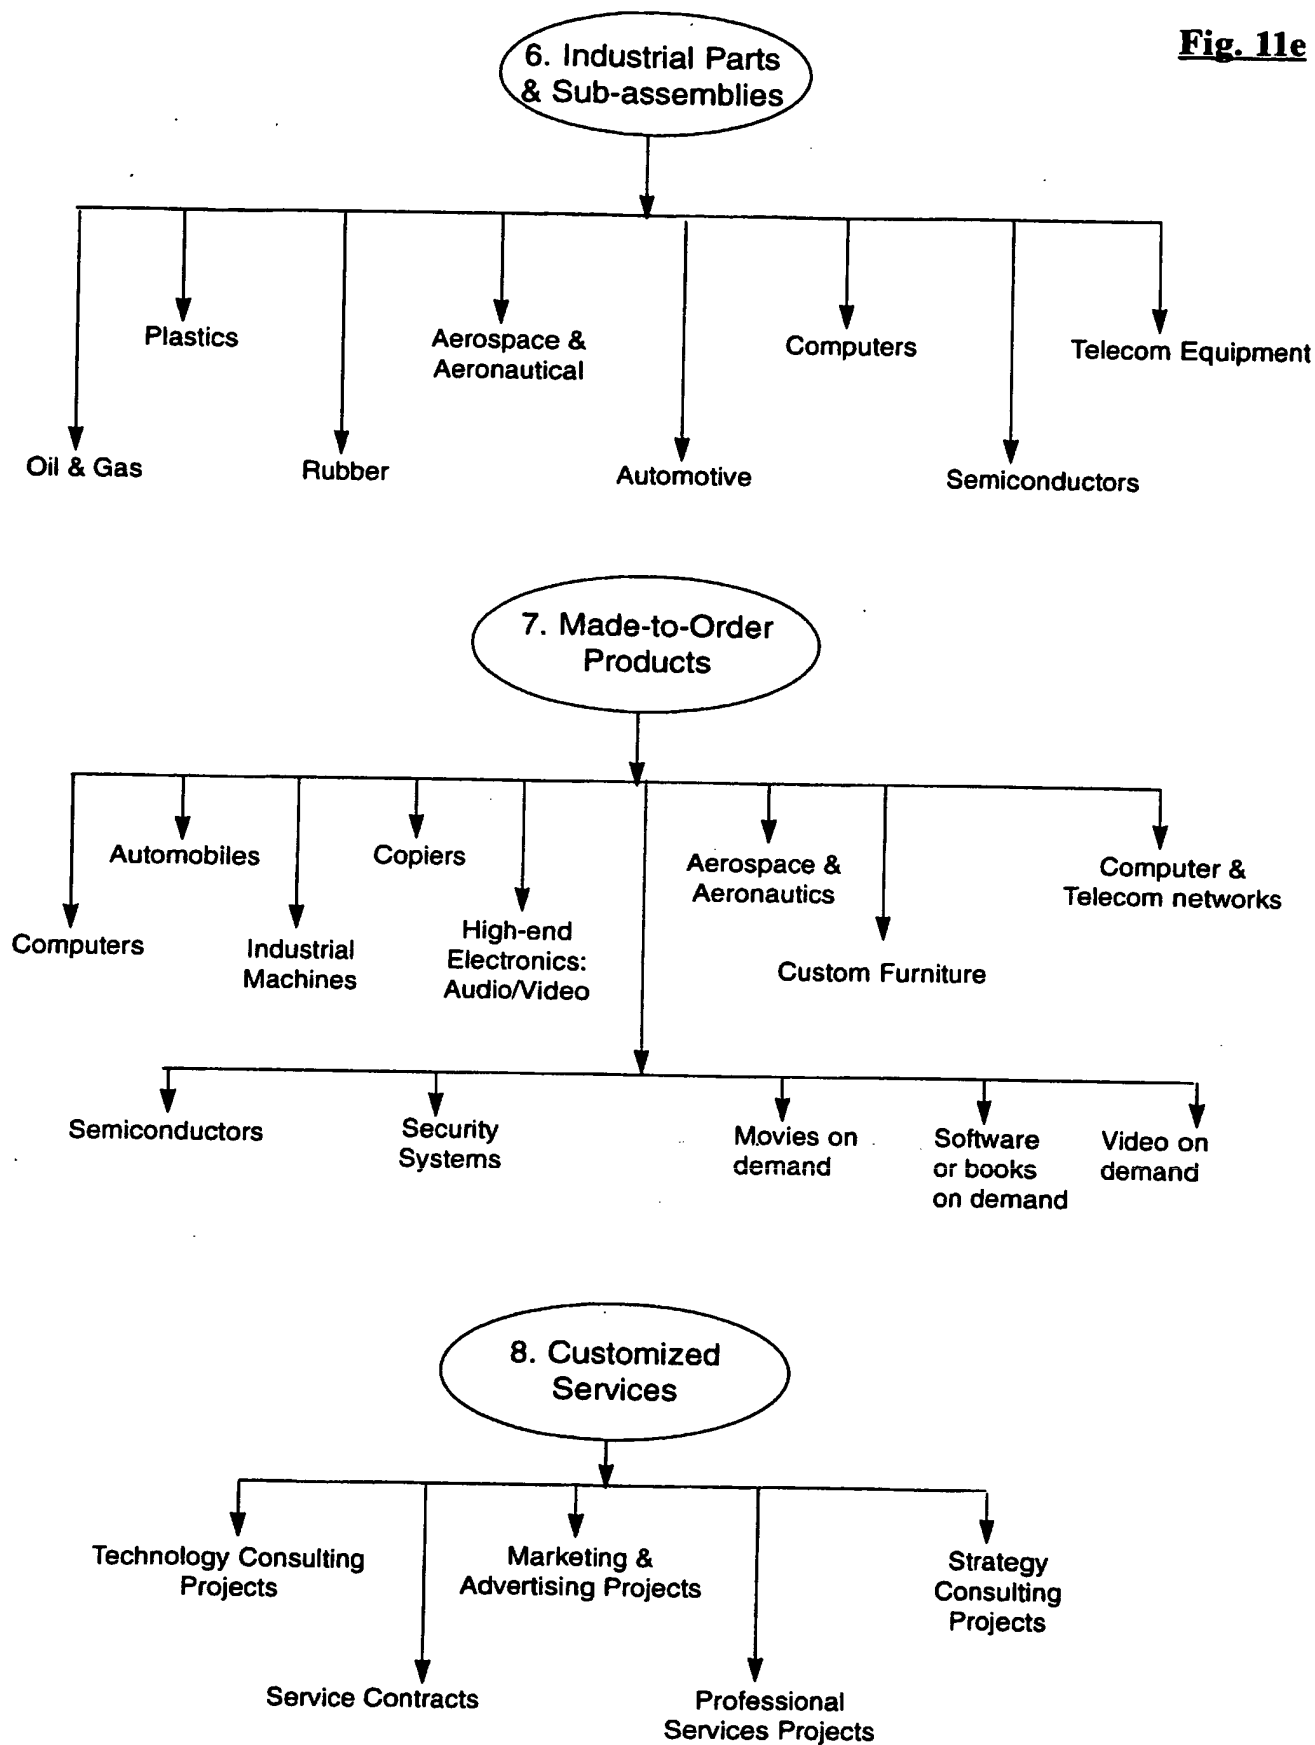 Fig. 11e
6. Industrial Parts
& Sub-assemblies
Plastics
Aerospace &
Aeronautical
Computers
Telecom Equipment
Oil & Gas
Rubber
Automotive
Semiconductors
7. Made-to-Order
Products
Automobiles
Copiers
Aerospace &
Aeronautics
Computer &
Telecom networks
Computers
Industrial
Machines
High-end
Electronics:
Audio/Video
Custom Furniture
Semiconductors
Security
Systems
Movies on
demand
Software
or books
on demand
Video on
demand
8. Customized
Services
Technology Consulting
Projects
Marketing &
Advertising Projects
Strategy
Consulting
Projects
Service Contracts
Professional
Services Projects